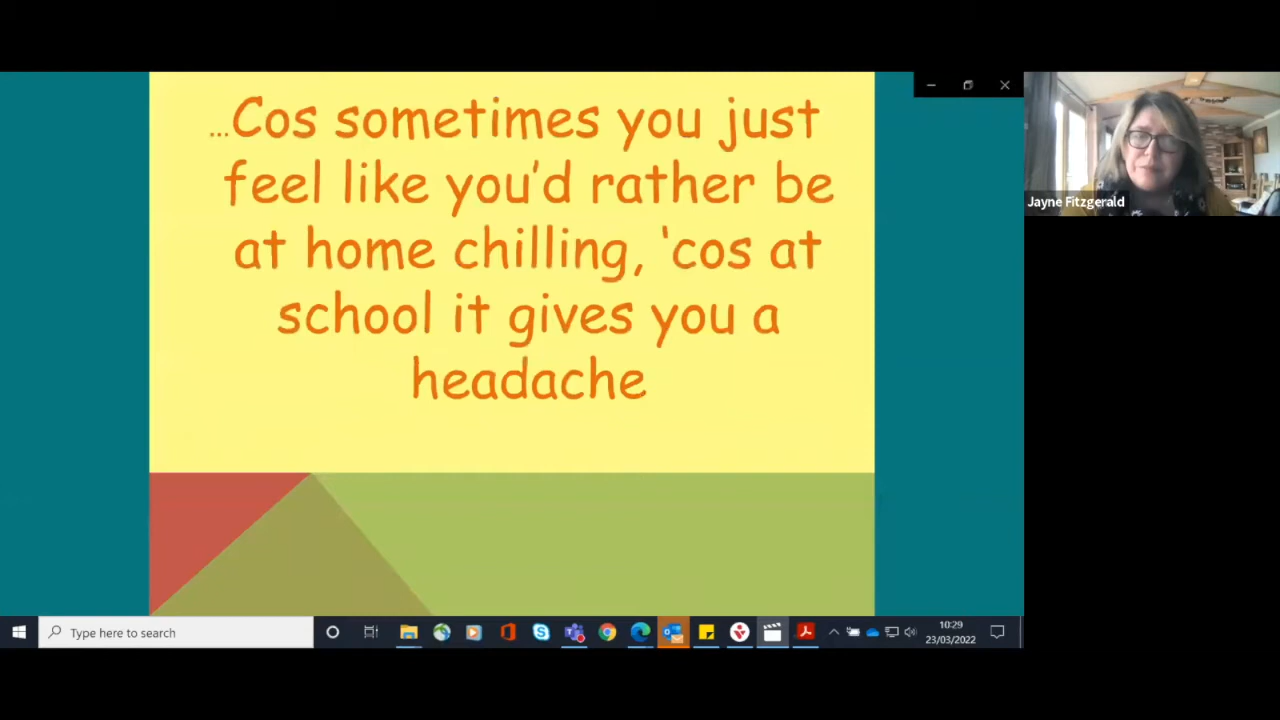 ...Cos sometimes you just
feel like you'd rather be
at home chilling, 'cos at
school it gives you a
headache
Jayne Fitzgerald
Type here to search
10:29
23/03/2022